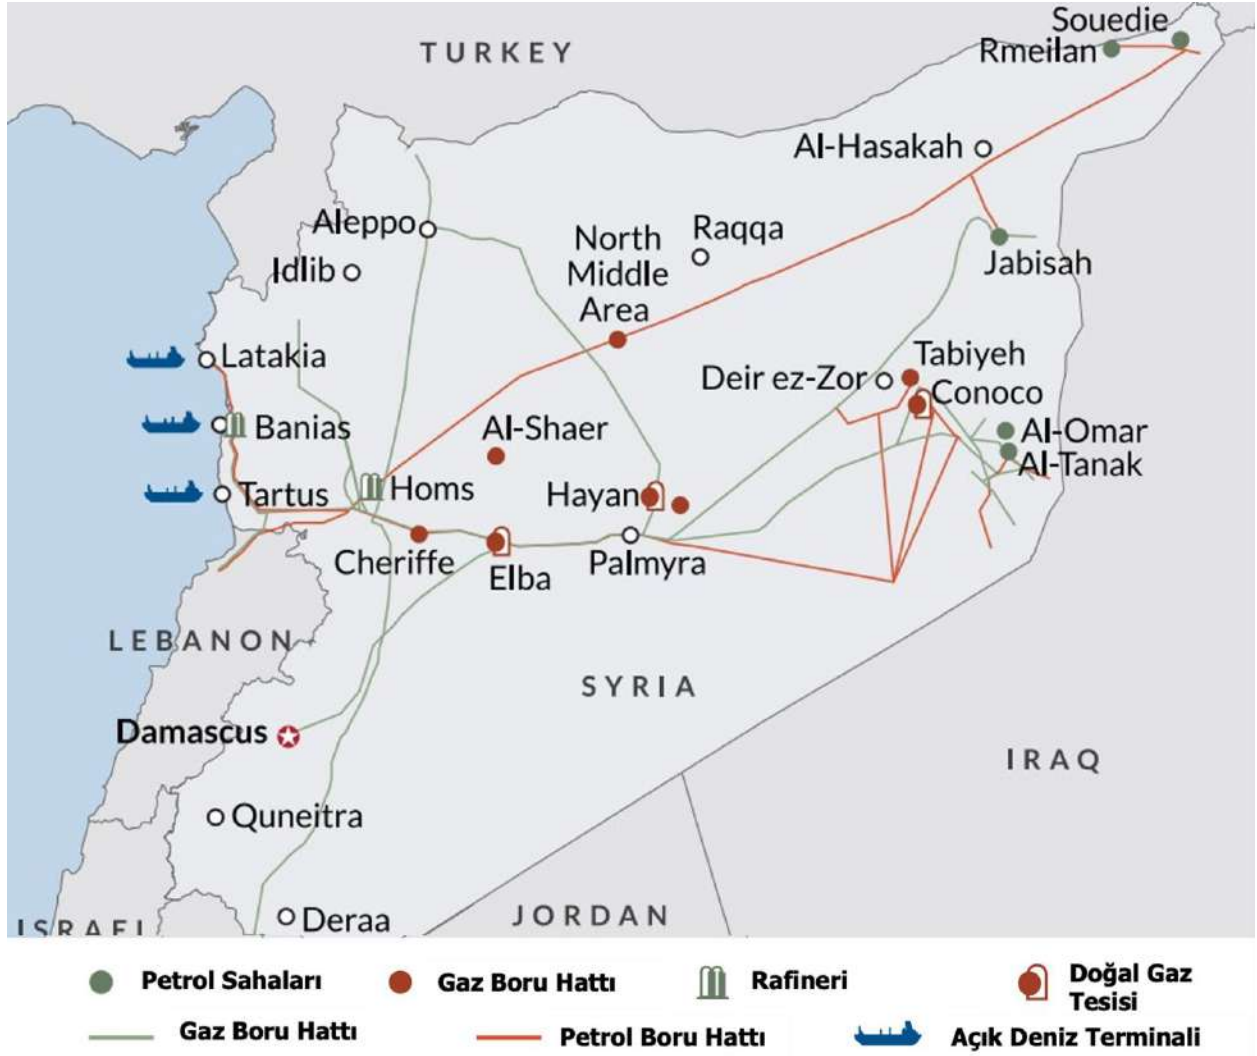 TURKEY
Souedie
Rmeilan
Al-Hasakah
Aleppo
Raqqa
North
Middle
Area
Idlib
Jabisah
Latakia
Tabiyeh
Deir ez-Zor
Conoco
Banias
Al-Shaer
Al-Omar
Al-Tanak
Tartus
Homs
Hayan
Cheriffe
Elba
Palmyra
LEBANON
SYRIA
Damascus
IRAQ
Quneitra
JORDAN
Deraa
ISRAEL
Petrol Sahaları
Gaz Boru Hattı
Rafineri
Doğal Gaz
Tesisi
Gaz Boru Hattı
Petrol Boru Hattı
Açık Deniz Terminali